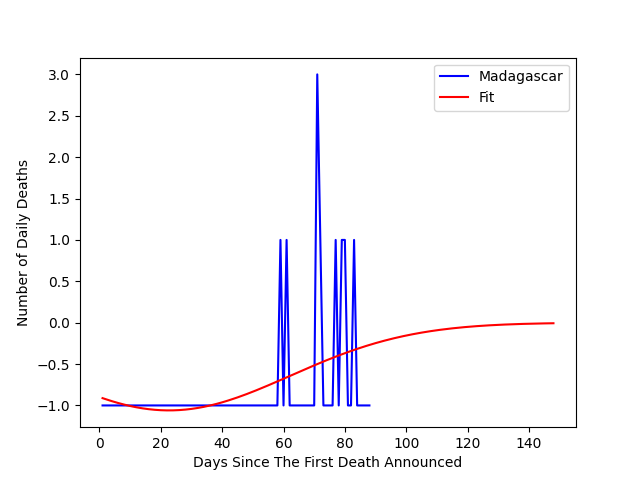 Madagascar
Fit
Number of Daily Deaths
3.0
2.5
2.0
1.5
1.0
0.5
0.0
−0.5
−1.0
0 20 40 60 80 100 120 140
Days Since The First Death Announced